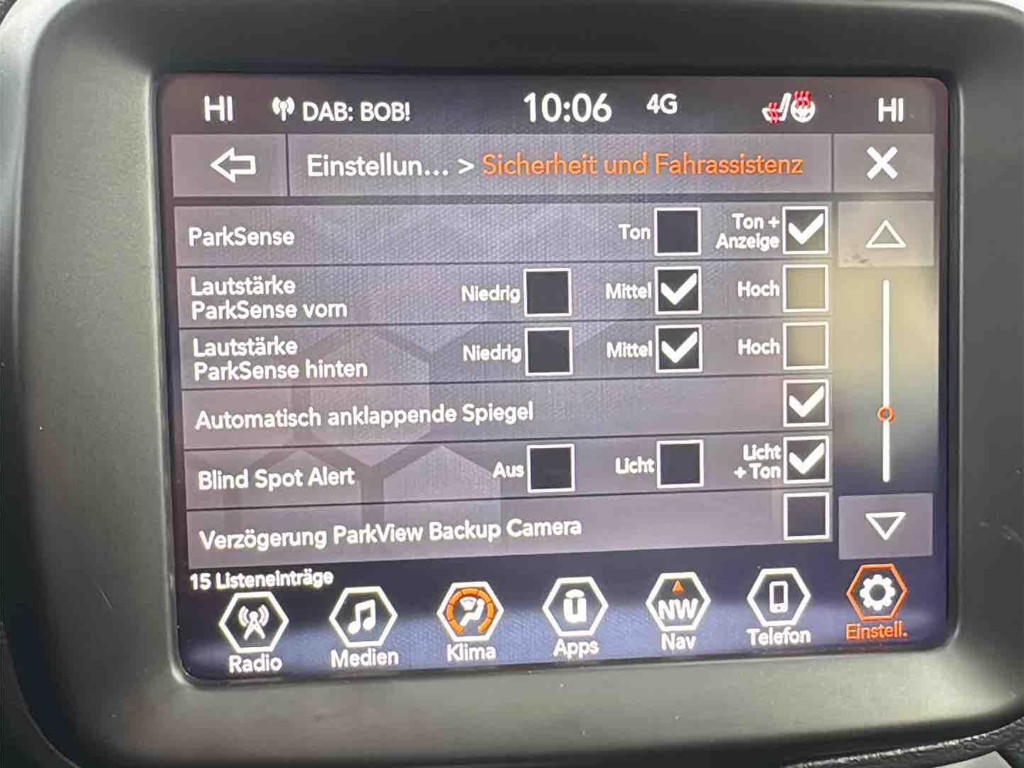 HI DAB: BOB! 10:06 4G HI
Einstellun... > Sicherheit und Fahrassistenz
ParkSense Ton Ton + Anzeige
Lautstärke
ParkSense vorn Niedrig Mittel Hoch
Lautstärke
ParkSense hinten Niedrig Mittel Hoch
Automatisch anklappende Spiegel
Blind Spot Alert Aus Licht Licht + Ton
Verzögerung ParkView Backup Camera
15 Listeneinträge
ū NW
Radio Medien Klima Apps Nav Telefon Einstell.